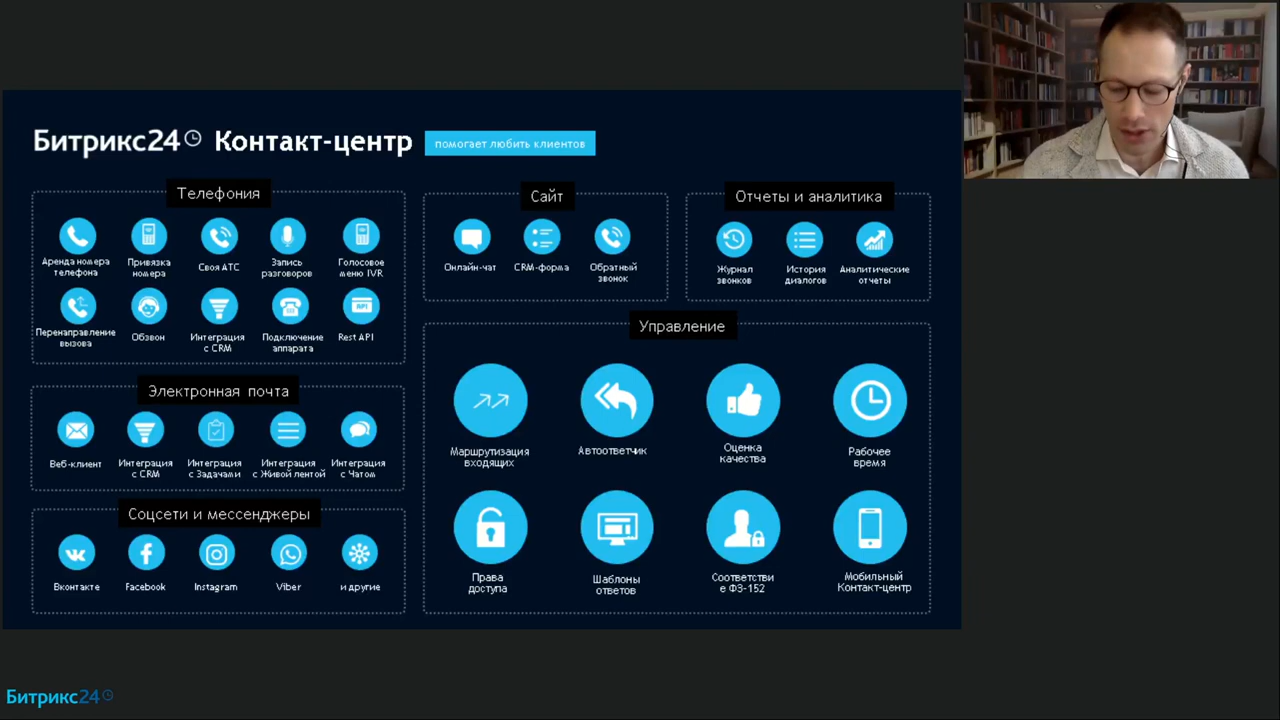 Битрикс24 Контакт-центр
помогает любить клиентов
Телефония
Аренда номера
телефона
Привязка
номера
Своя АТС
Запись
разговоров
Голосовое
меню IVR
Перенаправление
вызова
Обзвон
Интеграция
с CRM
Подключение
аппарата
API
Rest API
Сайт
Онлайн-чат
CRM-форма
Обратный
звонок
Отчеты и аналитика
Журнал
звонков
История
диалогов
Аналитические
отчеты
Электронная почта
Веб-клиент
Интеграция
с CRM
Интеграция
с Задачами
Интеграция
с Живой лентой
Интеграция
с Чатом
Соцсети и мессенджеры
Вконтакте
Facebook
Instagram
Viber
и другие
Управление
Маршрутизация
входящих
Автоответчик
Оценка
качества
Рабочее
время
Права
доступа
Шаблоны
ответов
Соответстви
е ФЗ-152
Мобильный
Контакт-центр
Битрикс24